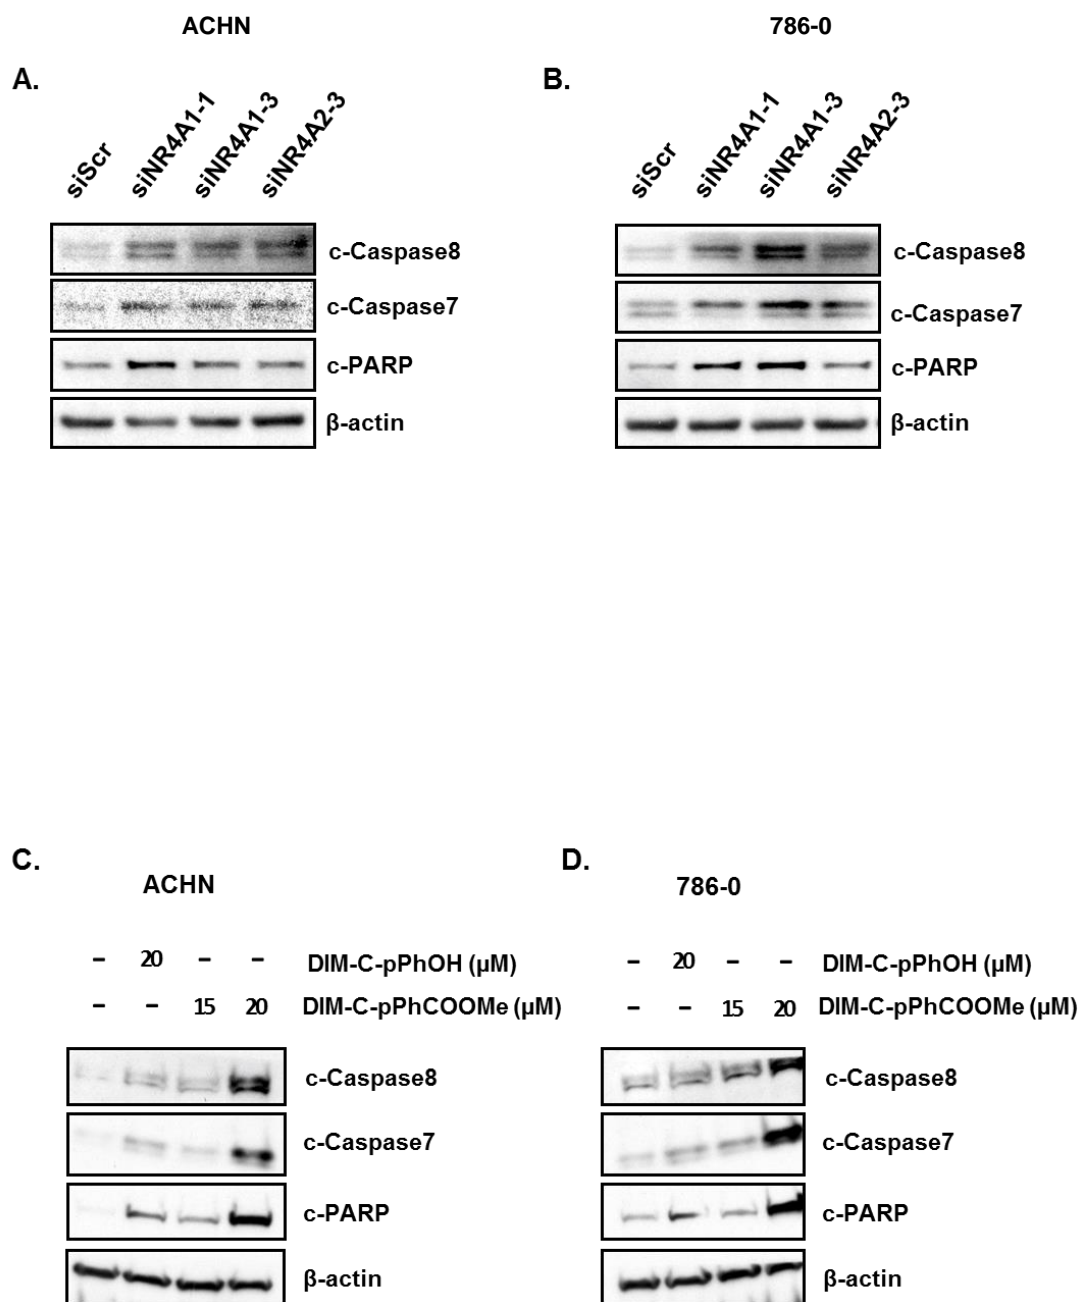 ACHN
A.
siScr siNR4A1-1 siNR4A1-3 siNR4A2-3
c-Caspase8
c-Caspase7
c-PARP
β-actin
786-0
B.
siScr siNR4A1-1 siNR4A1-3 siNR4A2-3
c-Caspase8
c-Caspase7
c-PARP
β-actin
C.
ACHN
– 20 – – DIM-C-pPhOH (μM)
– – 15 20 DIM-C-pPhCOOMe (μM)
c-Caspase8
c-Caspase7
c-PARP
β-actin
D.
786-0
– 20 – – DIM-C-pPhOH (μM)
– – 15 20 DIM-C-pPhCOOMe (μM)
c-Caspase8
c-Caspase7
c-PARP
β-actin